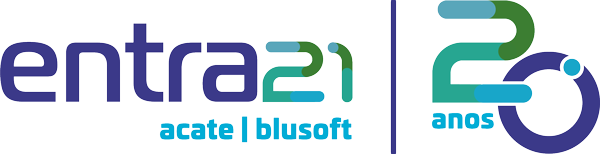 entra21
acate | blusoft
20
anos